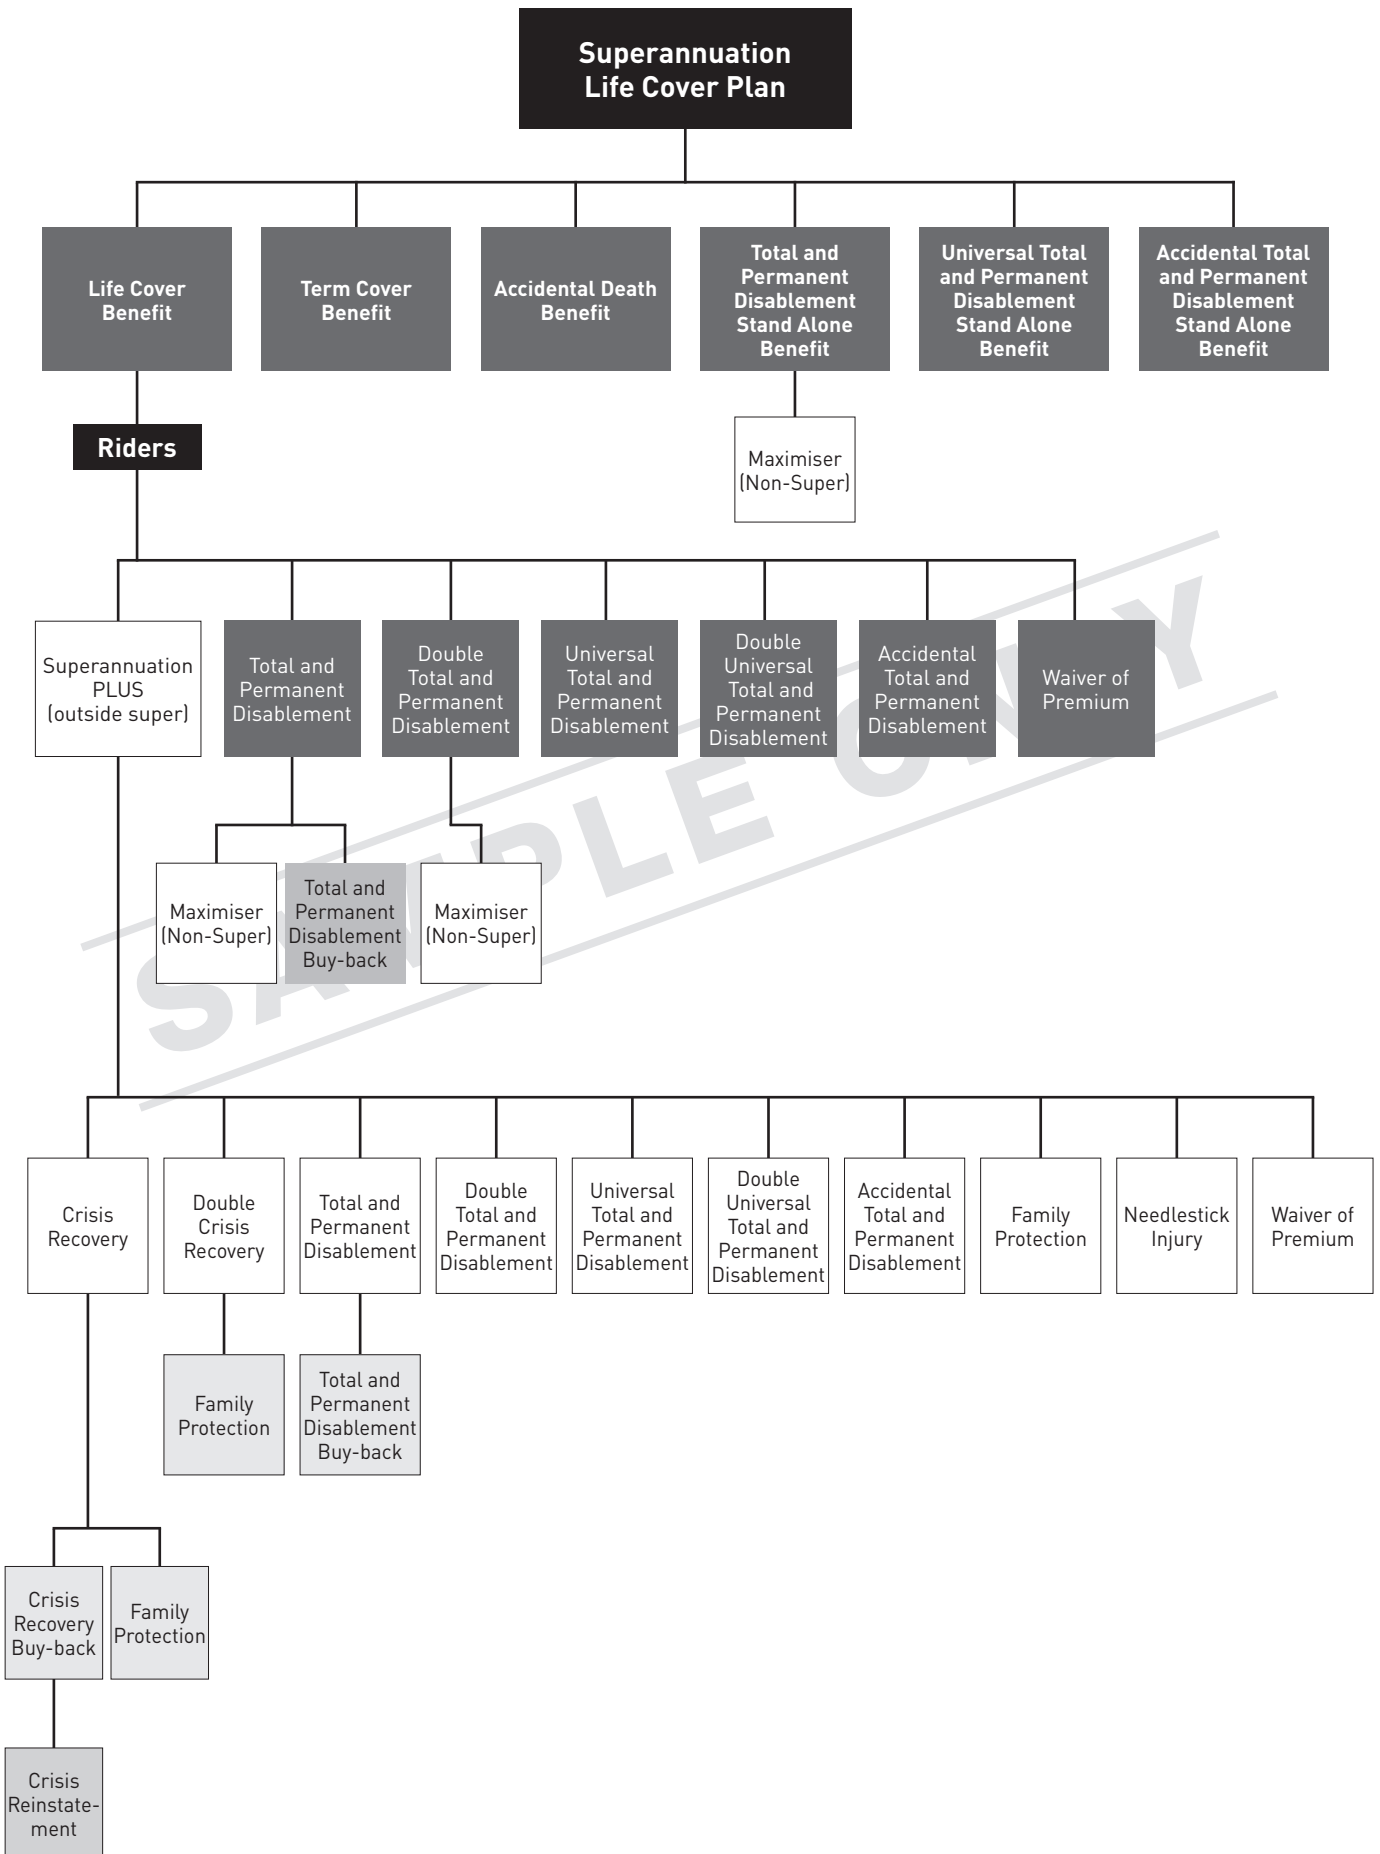 Superannuation
Life Cover Plan
Life Cover
Benefit
Term Cover
Benefit
Accidental Death
Benefit
Total and
Permanent
Disablement
Stand Alone
Benefit
Universal Total
and Permanent
Disablement
Stand Alone
Benefit
Accidental Total
and Permanent
Disablement
Stand Alone
Benefit
Riders
Maximiser
(Non-Super)
Superannuation
PLUS
(outside super)
Total and
Permanent
Disablement
Double
Total and
Permanent
Disablement
Universal
Total and
Permanent
Disablement
Double
Universal
Total and
Permanent
Disablement
Accidental
Total and
Permanent
Disablement
Waiver of
Premium
Maximiser
(Non-Super)
Total and
Permanent
Disablement
Buy-back
Maximiser
(Non-Super)
SAMPLE ONLY
Crisis
Recovery
Double
Crisis
Recovery
Total and
Permanent
Disablement
Double
Total and
Permanent
Disablement
Universal
Total and
Permanent
Disablement
Double
Universal
Total and
Permanent
Disablement
Accidental
Total and
Permanent
Disablement
Family
Protection
Needlestick
Injury
Waiver of
Premium
Family
Protection
Total and
Permanent
Disablement
Buy-back
Crisis
Recovery
Buy-back
Family
Protection
Crisis
Reinstate-
ment